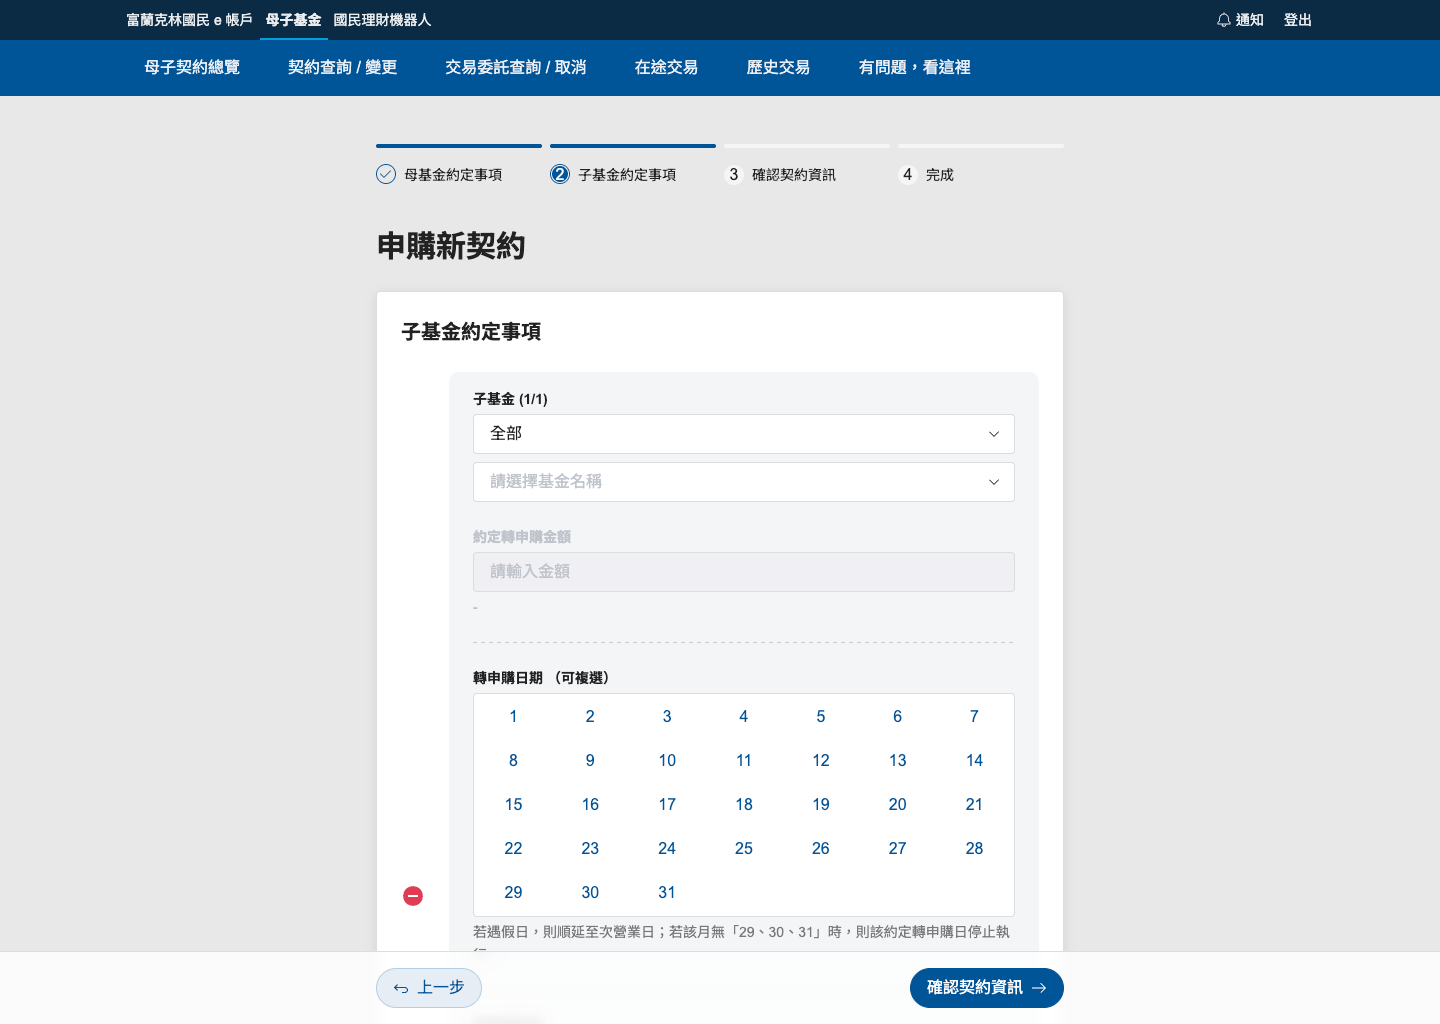 富蘭克林國民 e 帳戶 母子基金 國民理財機器人 通知 登出
母子契約總覽 契約查詢 / 變更 交易委託查詢 / 取消 在途交易 歷史交易 有問題，看這裡
母基金約定事項 2 子基金約定事項 3 確認契約資訊 4 完成
申購新契約
子基金約定事項
子基金 (1/1)
全部
請選擇基金名稱
約定轉申購金額
請輸入金額
-
轉申購日期 （可複選）
1 2 3 4 5 6 7
8 9 10 11 12 13 14
15 16 17 18 19 20 21
22 23 24 25 26 27 28
29 30 31
若遇假日，則順延至次營業日；若該月無「29、30、31」時，則該約定轉申購日停止執
上一步 確認契約資訊